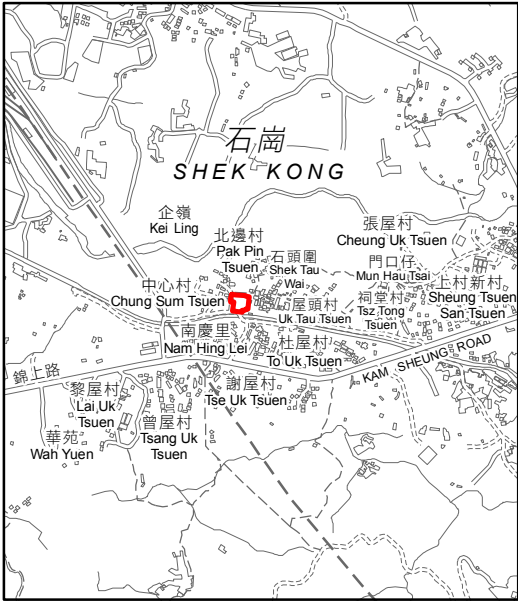 石崗
SHEK KONG
企嶺
Kei Ling
北邊村
Pak Pin
Tsuen
石頭圍
Shek Tau
Wai
張屋村
Cheung Uk Tsuen
門口仔
Mun Hau Tsai
上村新村
Sheung Tsuen
San Tsuen
中心村
Chung Sum Tsuen
屋頭村
Uk Tau Tsuen
祠堂村
Tsz Tong
Tsuen
南慶里
Nam Hing Lei
杜屋村
To Uk Tsuen
KAM SHEUNG ROAD
錦上路
黎屋村
Lai Uk
Tsuen
謝屋村
Tse Uk Tsuen
曾屋村
Tsang Uk
Tsuen
華苑
Wah Yuen